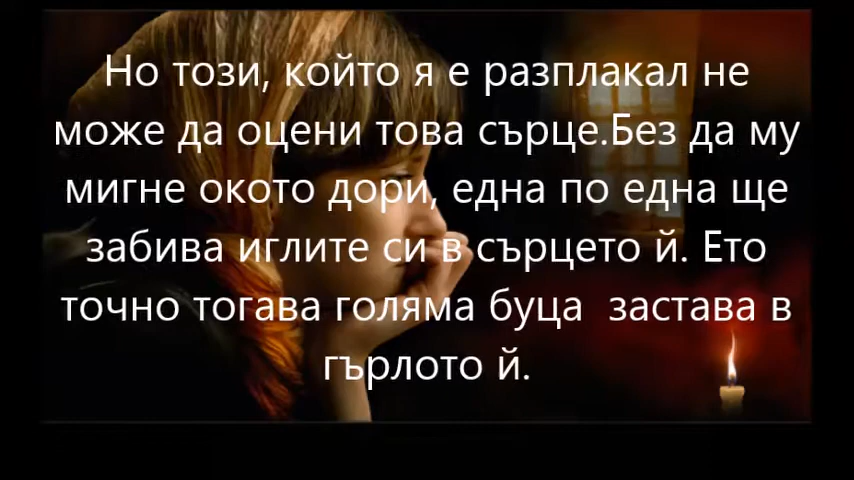 Но този, който я е разплакал не
може да оцени това сърце.Без да му
мигне окото дори, една по една ще
забива иглите си в сърцето й. Ето
точно тогава голяма буца  застава в
гърлото й.